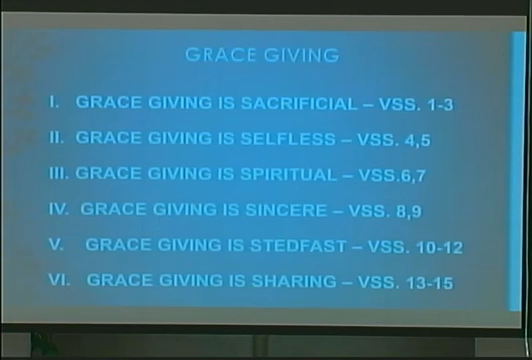 GRACE GIVING
I. GRACE GIVING IS SACRIFICIAL – VSS. 1-3
II. GRACE GIVING IS SELFLESS – VSS. 4,5
III. GRACE GIVING IS SPIRITUAL – VSS.6,7
IV. GRACE GIVING IS SINCERE – VSS. 8,9
V. GRACE GIVING IS STEDFAST – VSS. 10-12
VI. GRACE GIVING IS SHARING – VSS. 13-15